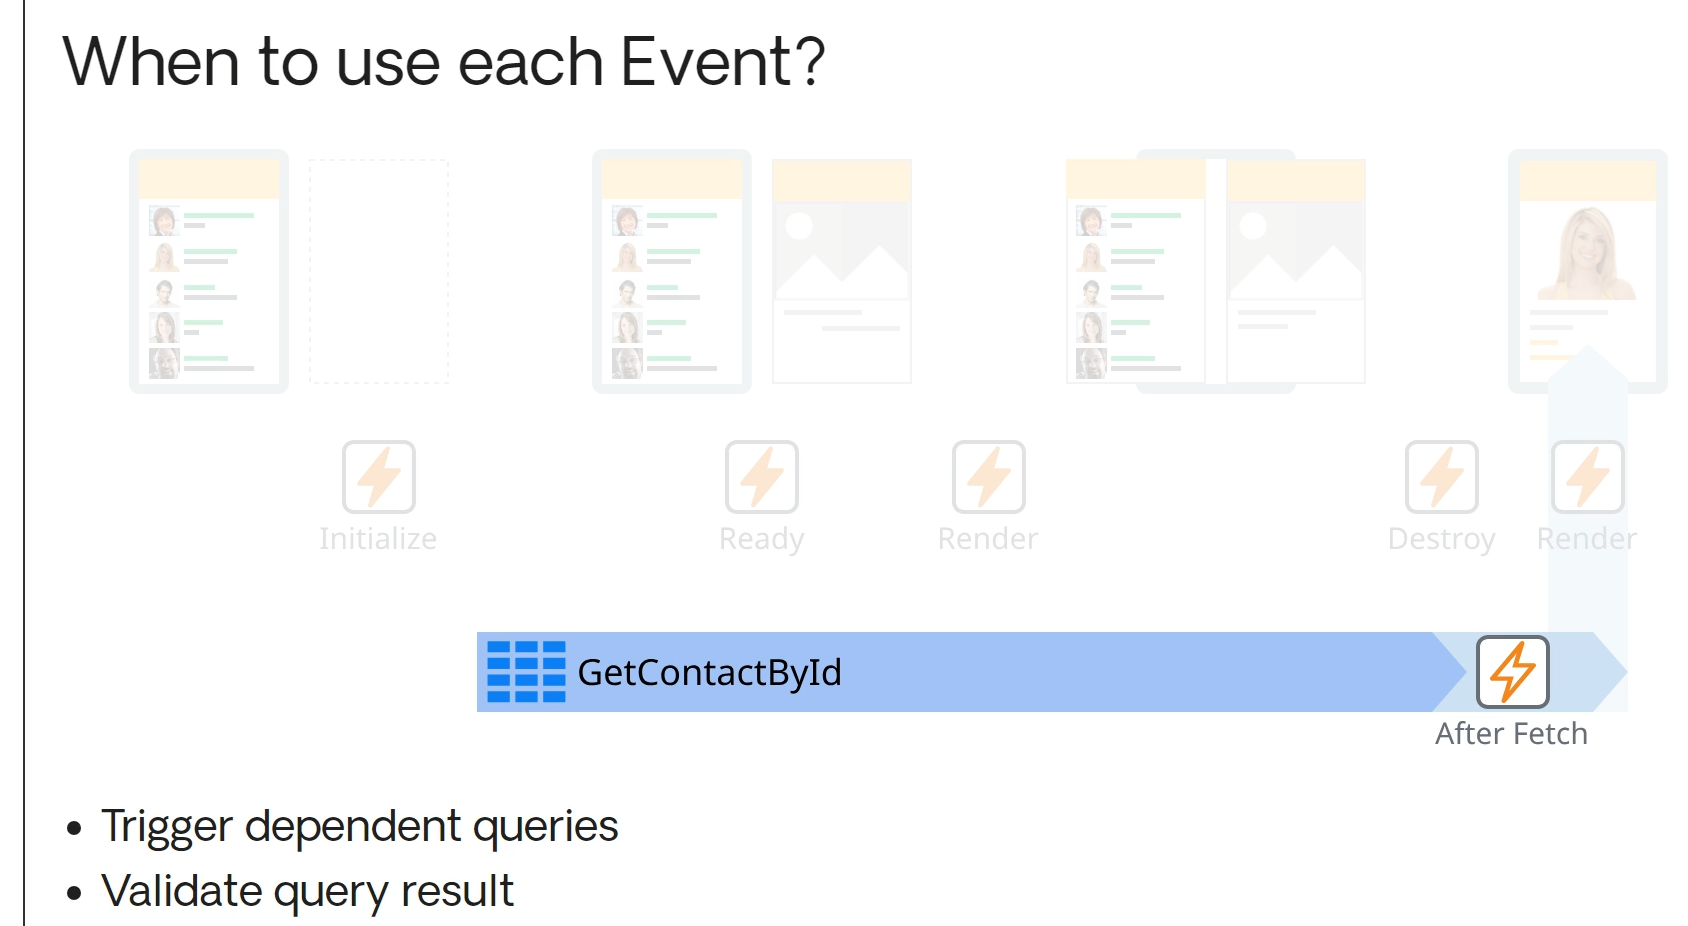 When to use each Event?
Initialize
Ready
Render
Destroy
Render
GetContactById
After Fetch
• Trigger dependent queries
• Validate query result